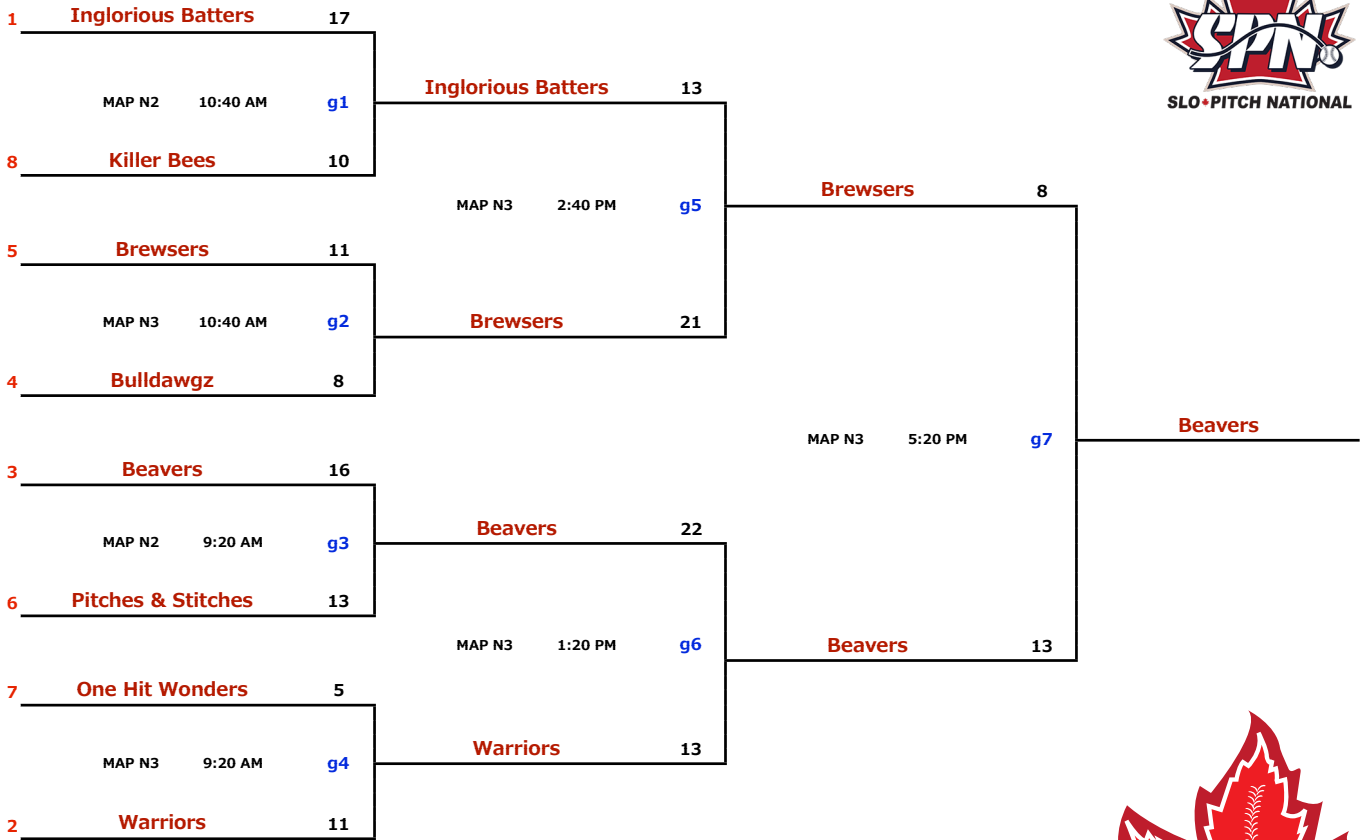 1 Inglorious Batters 17
SPN
SLO PITCH NATIONAL
Inglorious Batters 13
MAP N2 10:40 AM g1
8 Killer Bees 10
Brewsers 8
MAP N3 2:40 PM g5
5 Brewsers 11
MAP N3 10:40 AM g2
Brewsers 21
4 Bulldawgz 8
Beavers
MAP N3 5:20 PM g7
3 Beavers 16
Beavers 22
MAP N2 9:20 AM g3
6 Pitches & Stitches 13
MAP N3 1:20 PM g6
Beavers 13
7 One Hit Wonders 5
Warriors 13
MAP N3 9:20 AM g4
2 Warriors 11